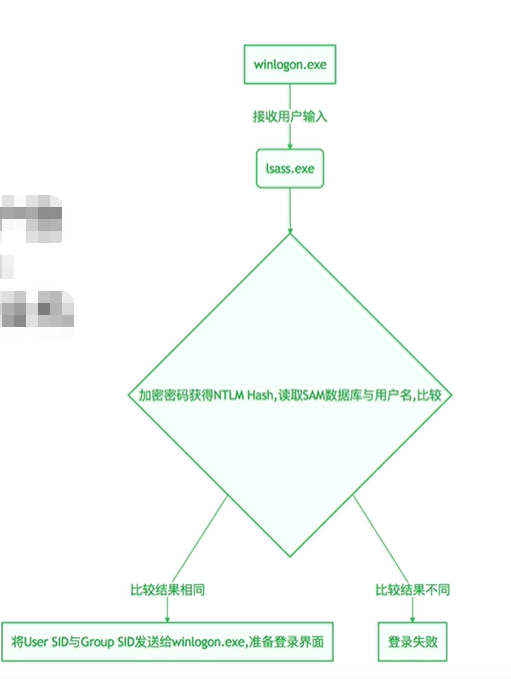 winlogon.exe
接收用户输入
lsass.exe
加密密码获得NTLM Hash,读取SAM数据库与用户名,比较
比较结果相同
比较结果不同
将User SID与Group SID发送给winlogon.exe,准备登录界面
登录失败